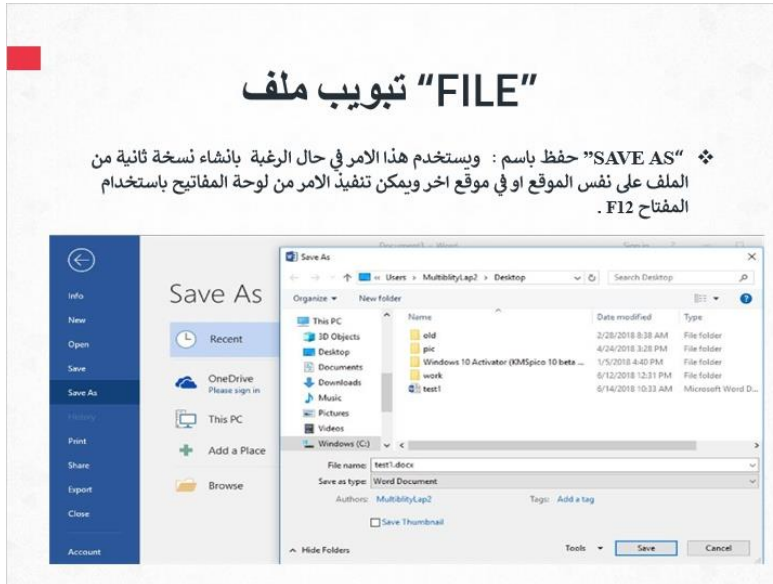 تبويب ملف “FILE”
❖ “SAVE AS” حفظ باسم : ويستخدم هذا الامر في حال الرغبة بانشاء نسخة ثانية من
الملف على نفس الموقع او في موقع اخر ويمكن تنفيذ الامر من لوحة المفاتيح باستخدام
المفتاح F12 .
Info
New
Open
Save
Save As
History
Print
Share
Export
Close
Account
Save As
Recent
OneDrive
Please sign in
This PC
Add a Place
Browse
Save As
« Users > MultiblityLap2 > Desktop
Search Desktop
Organize
New folder
This PC
3D Objects
Desktop
Documents
Downloads
Music
Pictures
Videos
Windows (C:)
Name Date modified Type
old 2/28/2018 8:38 AM File folder
pic 4/24/2018 3:28 PM File folder
Windows 10 Activator (KMSpico 10 beta ... 1/5/2018 4:40 PM File folder
work 6/12/2018 12:31 PM File folder
test1 6/14/2018 10:33 AM Microsoft Word D...
File name: test1.docx
Save as type: Word Document
Authors: MultiblityLap2 Tags: Add a tag
Save Thumbnail
Hide Folders Tools Save Cancel